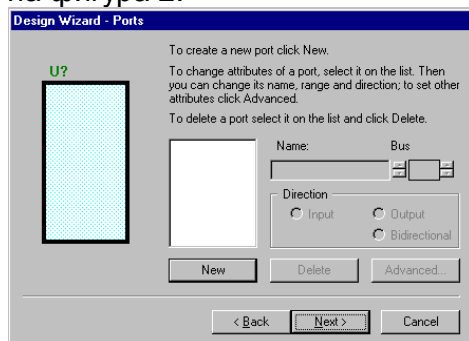 на фигура 2.
Design Wizard - Ports
U?
To create a new port click New.
To change attributes of a port, select it on the list. Then
you can change its name, range and direction; to set other
attributes click Advanced.
To delete a port select it on the list and click Delete.
Name: Bus
Direction
Input Output
Bidirectional
New Delete Advanced...
< Back Next > Cancel